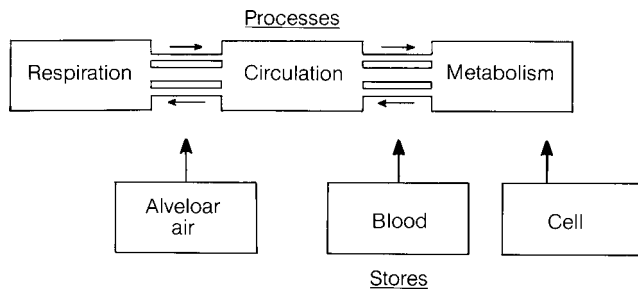 Processes
Respiration Circulation Metabolism
Alveloar
air
Blood
Cell
Stores